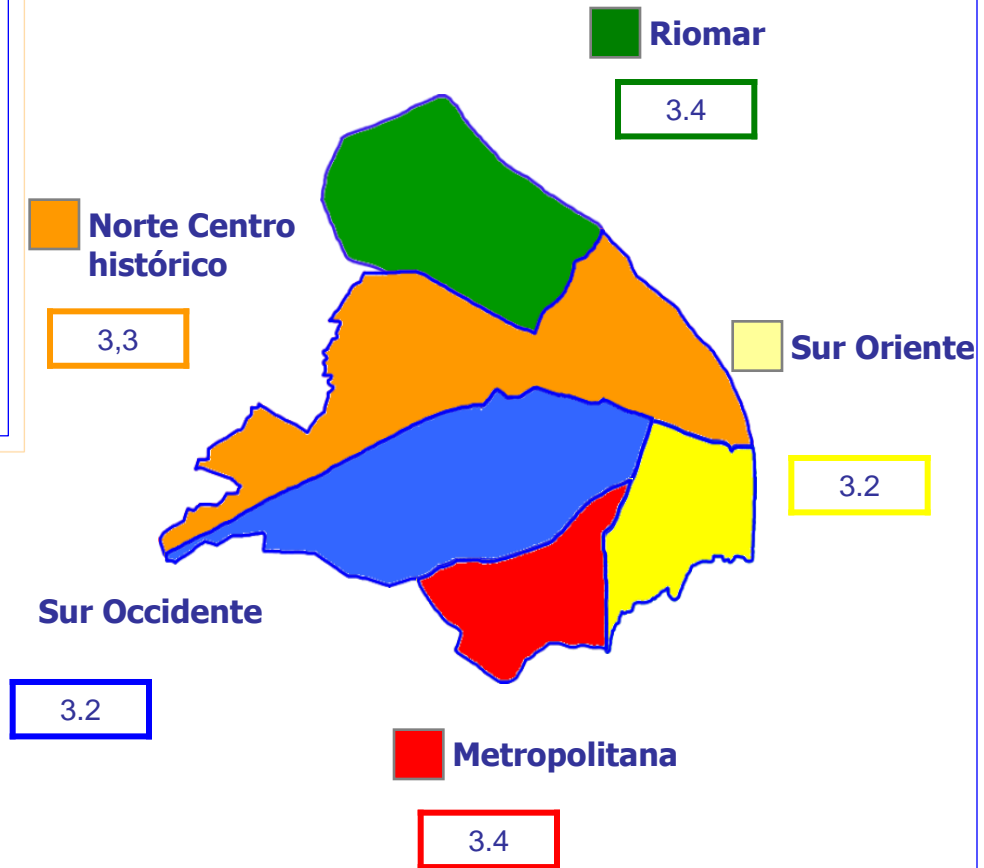 Riomar
3.4
Norte Centro
histórico
3,3
Sur Oriente
3.2
Sur Occidente
3.2
Metropolitana
3.4